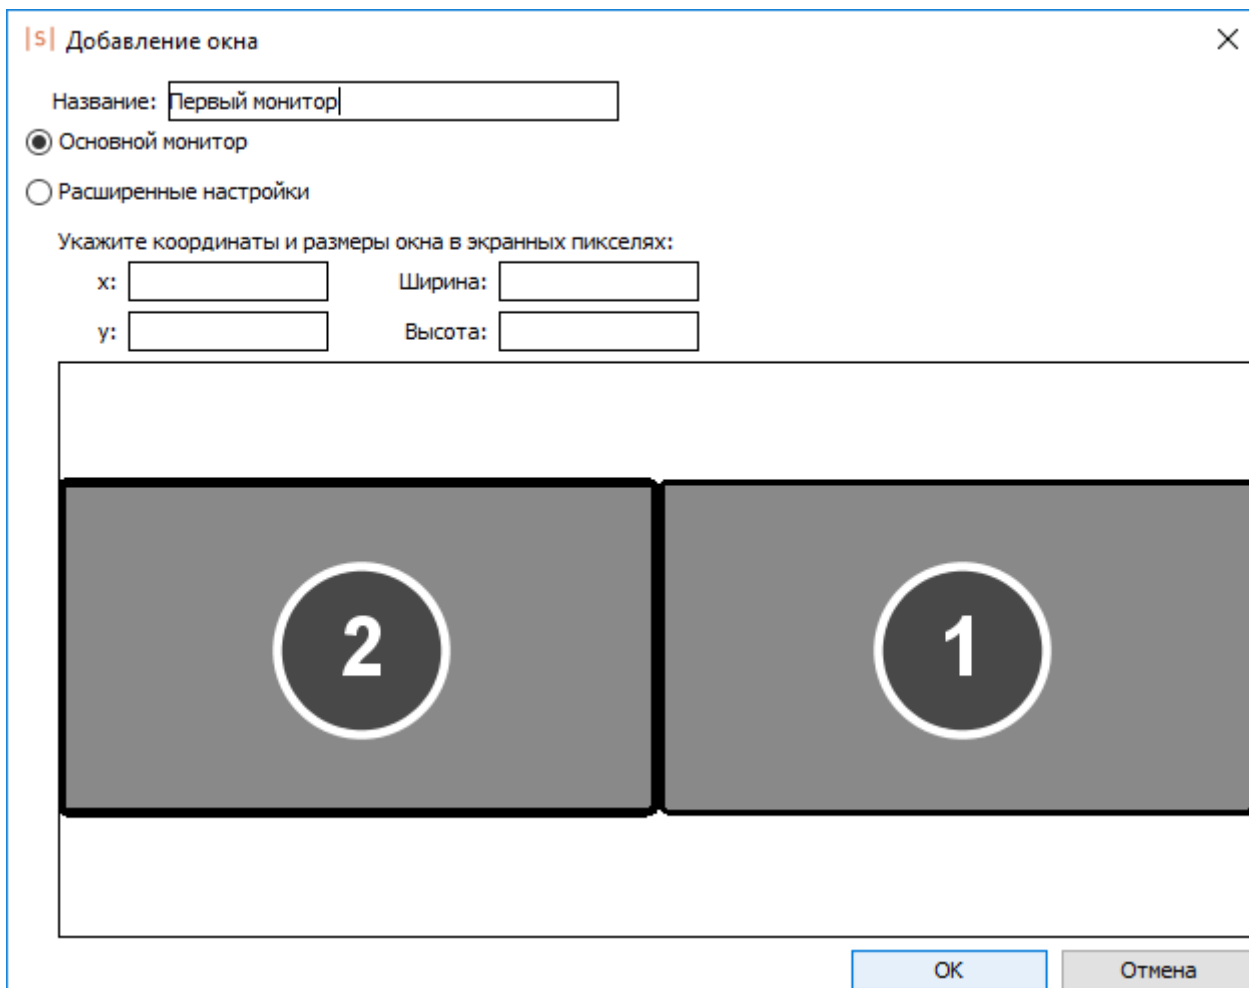 |S| Добавление окна
Название: Первый монитор
Основной монитор
Расширенные настройки
Укажите координаты и размеры окна в экранных пикселях:
x: Ширина:
y: Высота:
2 1
OK Отмена